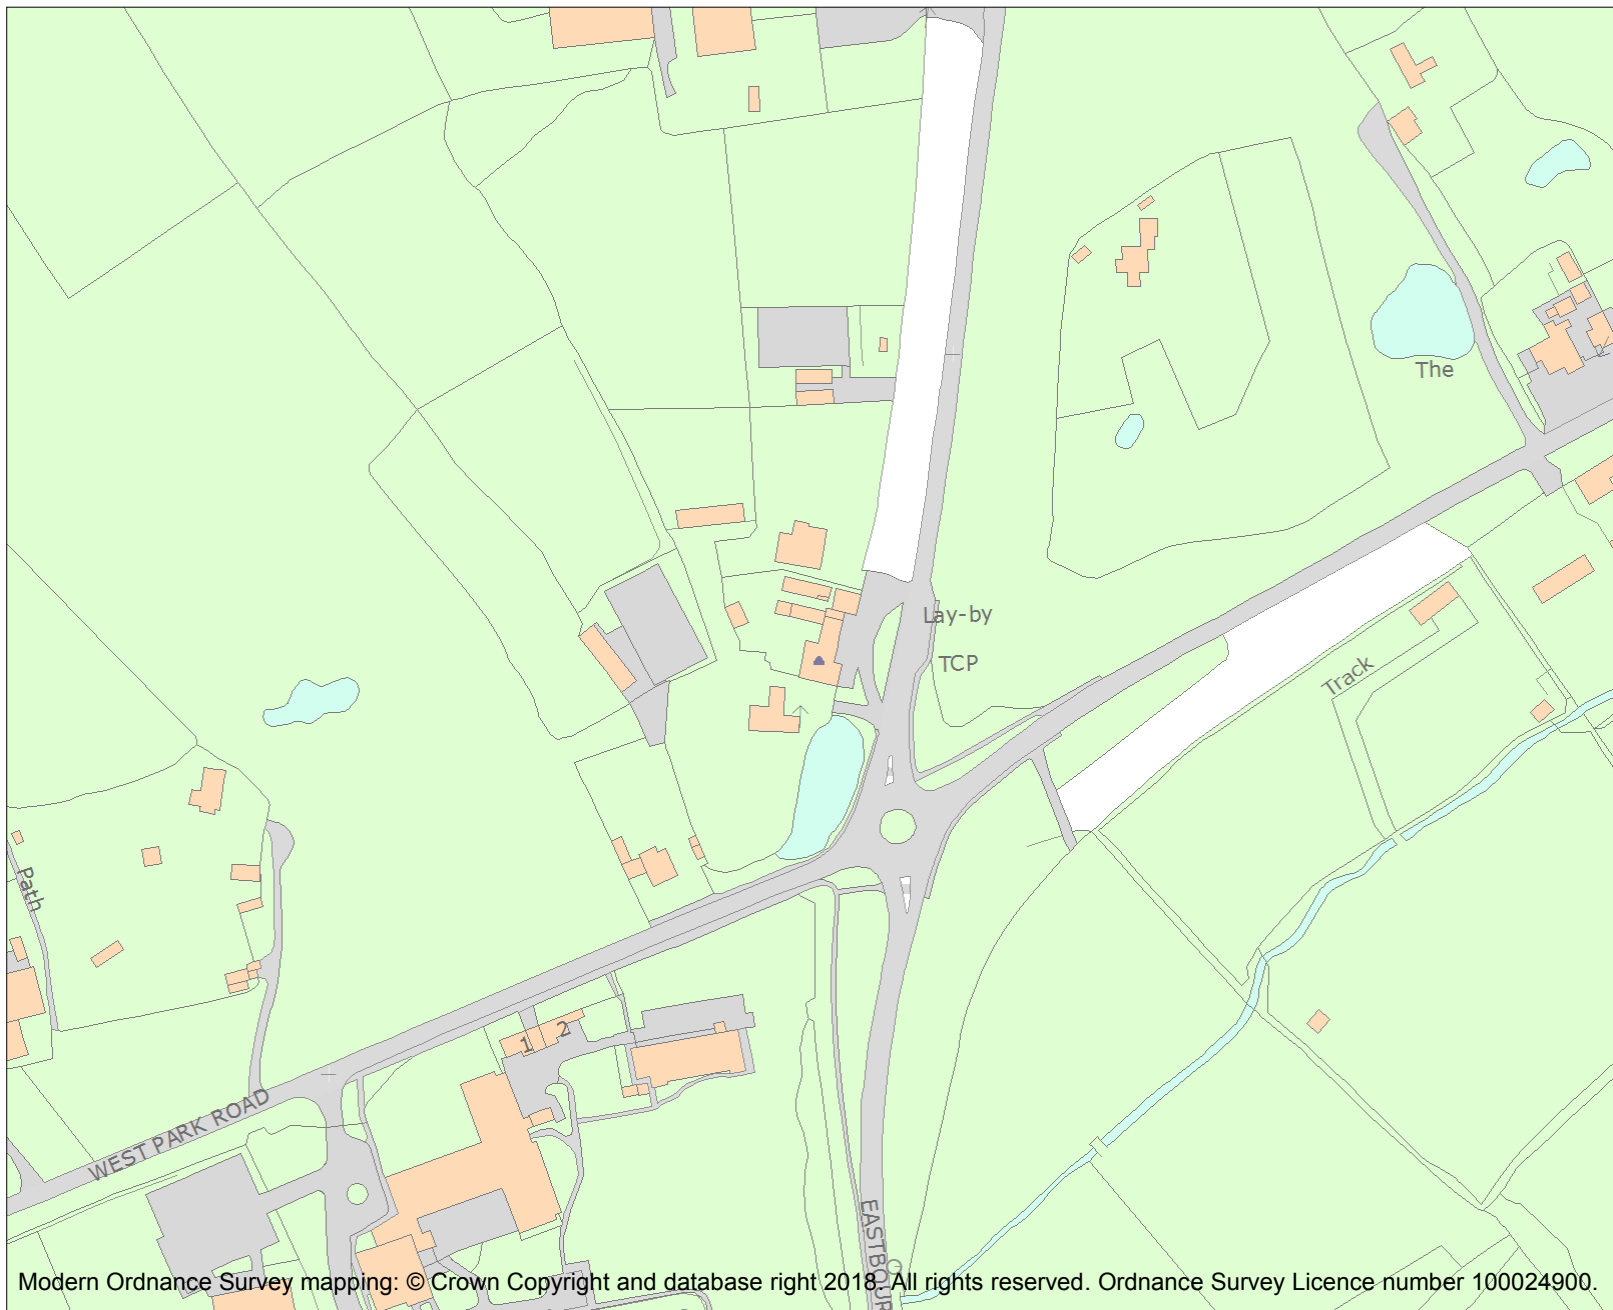 The
Lay-by
TCP
Track
Path
1
2
WEST PARK ROAD
EASTBOUR
Modern Ordnance Survey mapping: © Crown Copyright and database right 2018. All rights reserved. Ordnance Survey Licence number 100024900.